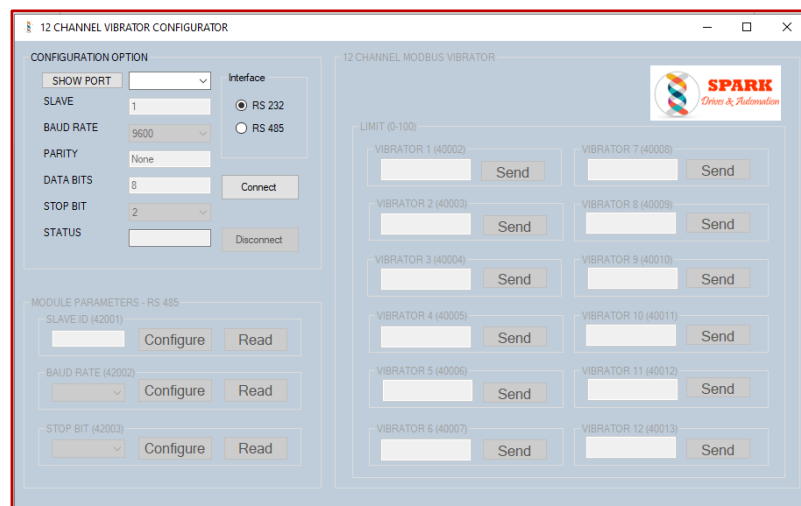 12 CHANNEL VIBRATOR CONFIGURATOR
CONFIGURATION OPTION
SHOW PORT
SLAVE 1
BAUD RATE 9600
PARITY None
DATA BITS 8
STOP BIT 2
STATUS
Interface
RS 232
RS 485
Connect
Disconnect
MODULE PARAMETERS - RS 485
SLAVE ID (42001)
Configure Read
BAUD RATE (42002)
Configure Read
STOP BIT (42003)
Configure Read
12 CHANNEL MODBUS VIBRATOR
SPARK
Drives & Automation
LIMIT (0-100)
VIBRATOR 1 (40002)
Send
VIBRATOR 2 (40003)
Send
VIBRATOR 3 (40004)
Send
VIBRATOR 4 (40005)
Send
VIBRATOR 5 (40006)
Send
VIBRATOR 6 (40007)
Send
VIBRATOR 7 (40008)
Send
VIBRATOR 8 (40009)
Send
VIBRATOR 9 (40010)
Send
VIBRATOR 10 (40011)
Send
VIBRATOR 11 (40012)
Send
VIBRATOR 12 (40013)
Send